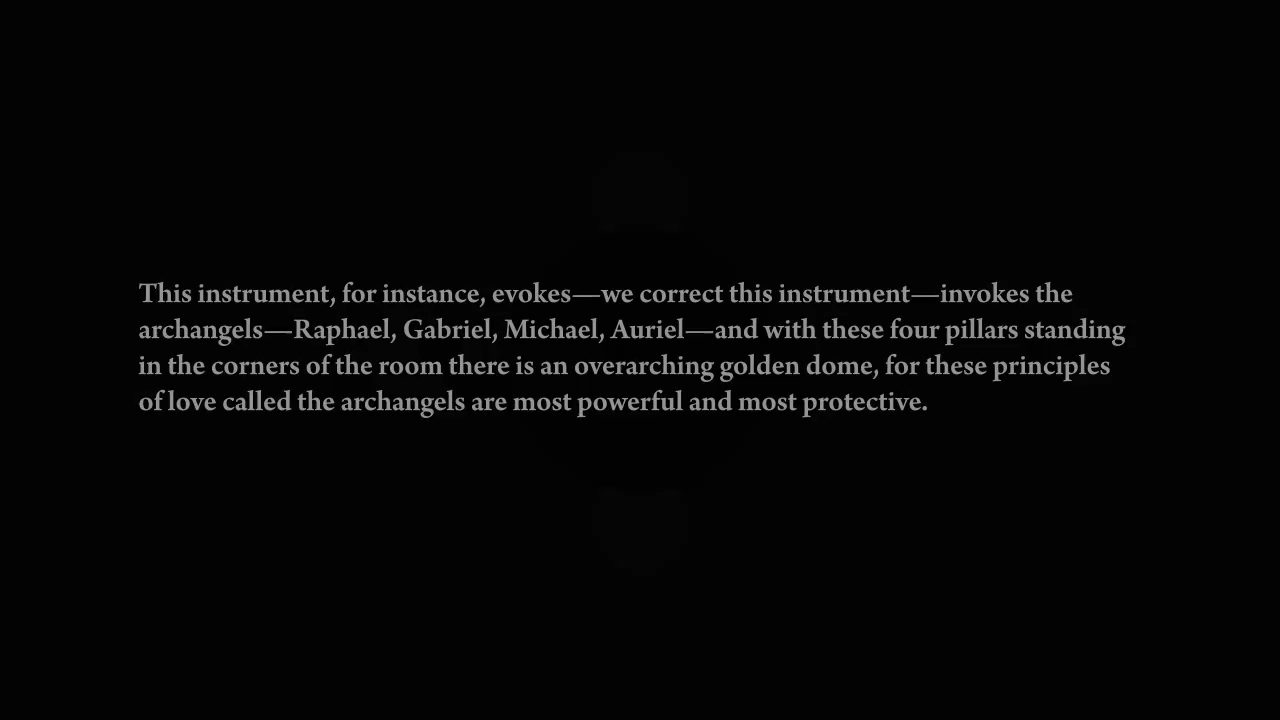 This instrument, for instance, evokes—we correct this instrument—invokes the
archangels—Raphael, Gabriel, Michael, Auriel—and with these four pillars standing
in the corners of the room there is an overarching golden dome, for these principles
of love called the archangels are most powerful and most protective.